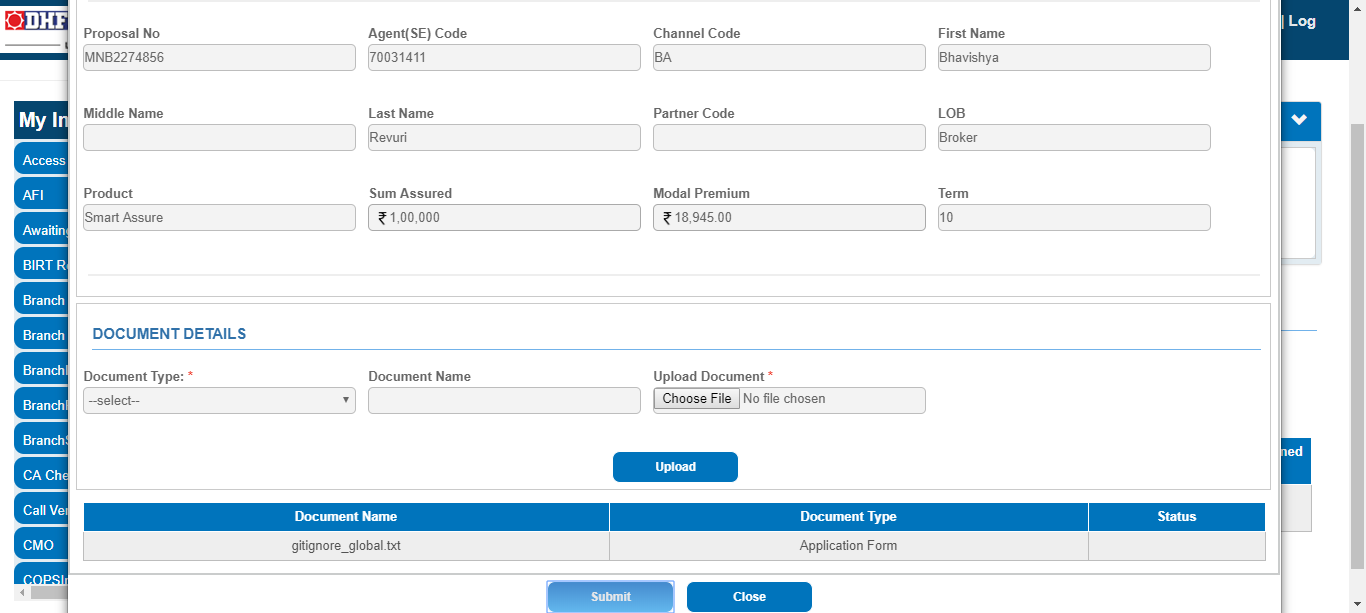 DHF
| Log
My In
Access
AFI
Awaiting
BIRT R
Branch
Branch
Branch
Branch
Branch
CA Che
Call Ver
CMO
COPS
Proposal No Agent(SE) Code Channel Code First Name
MNB2274856 70031411 BA Bhavishya
Middle Name Last Name Partner Code LOB
Revuri Broker
Product Sum Assured Modal Premium Term
Smart Assure ₹ 1,00,000 ₹ 18,945.00 10
DOCUMENT DETAILS
Document Type: * Document Name Upload Document *
--select-- Choose File No file chosen
Upload
Document Name Document Type Status
gitignore_global.txt Application Form
Submit Close
ned